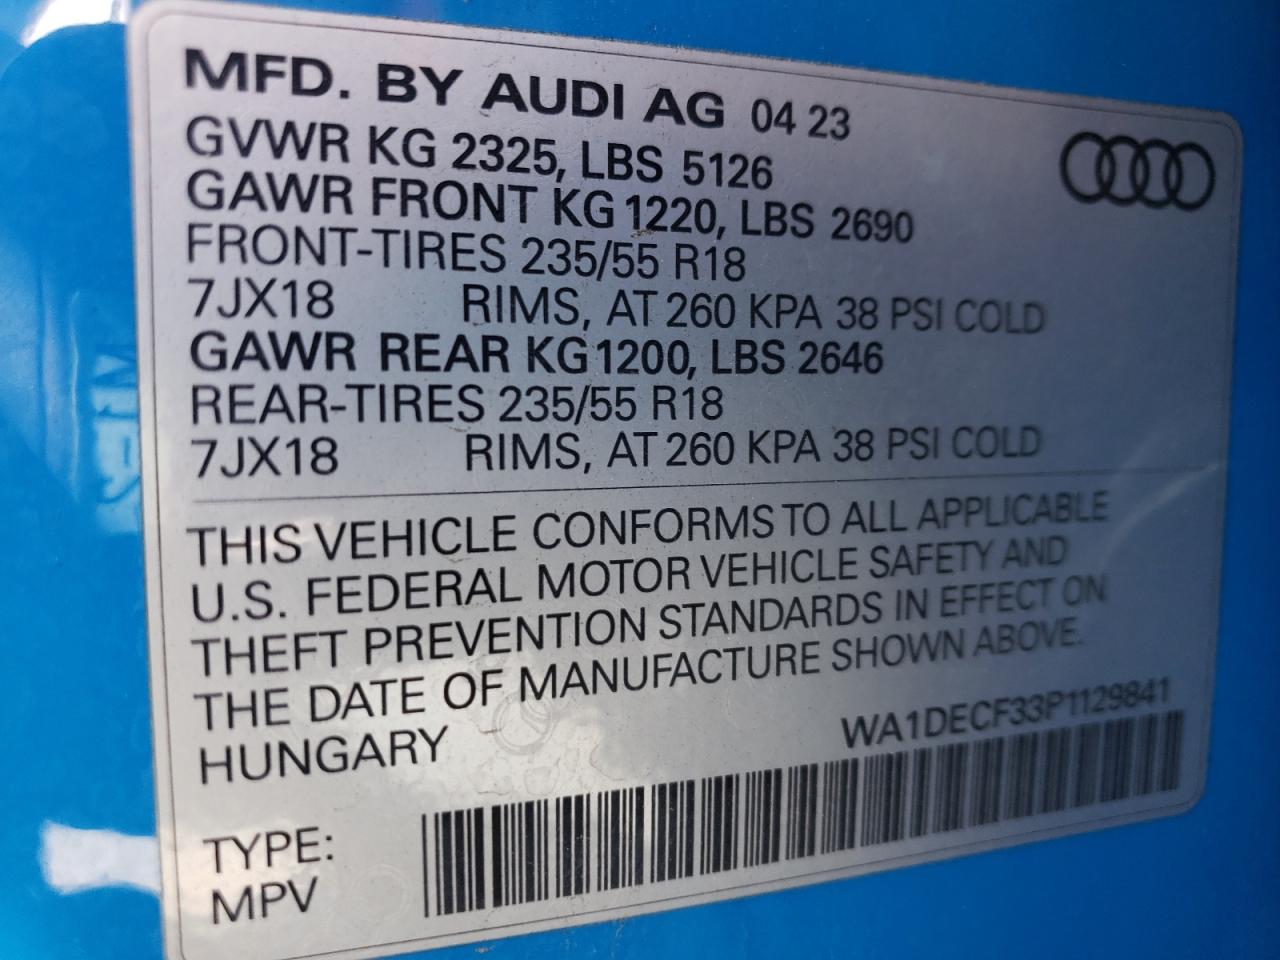 MFD. BY AUDI AG 04 23
GVWR KG 2325, LBS 5126
GAWR FRONT KG 1220, LBS 2690
FRONT-TIRES 235/55 R18
7JX18 RIMS, AT 260 KPA 38 PSI COLD
GAWR REAR KG 1200, LBS 2646
REAR-TIRES 235/55 R18
7JX18 RIMS, AT 260 KPA 38 PSI COLD
THIS VEHICLE CONFORMS TO ALL APPLICABLE
U.S. FEDERAL MOTOR VEHICLE SAFETY AND
THEFT PREVENTION STANDARDS IN EFFECT ON
THE DATE OF MANUFACTURE SHOWN ABOVE.
HUNGARY
WA1DECF33P1129841
TYPE:
MPV